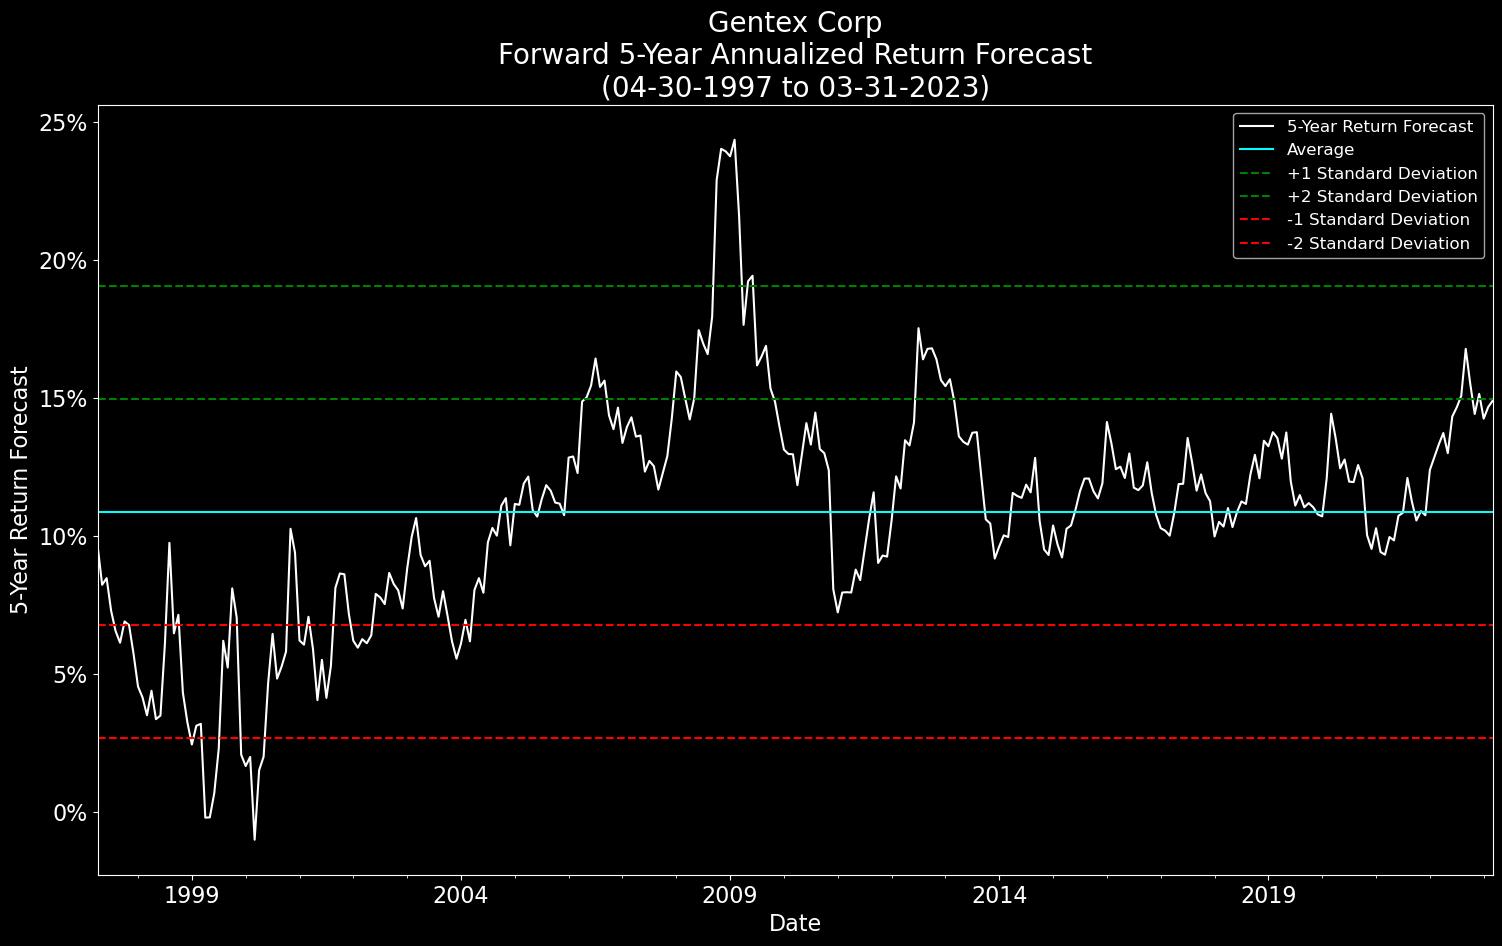 Gentex Corp
Forward 5-Year Annualized Return Forecast
(04-30-1997 to 03-31-2023)
5-Year Return Forecast
Average
+1 Standard Deviation
+2 Standard Deviation
-1 Standard Deviation
-2 Standard Deviation
25%
20%
15%
10%
5%
0%
5-Year Return Forecast
1999 2004 2009 2014 2019
Date